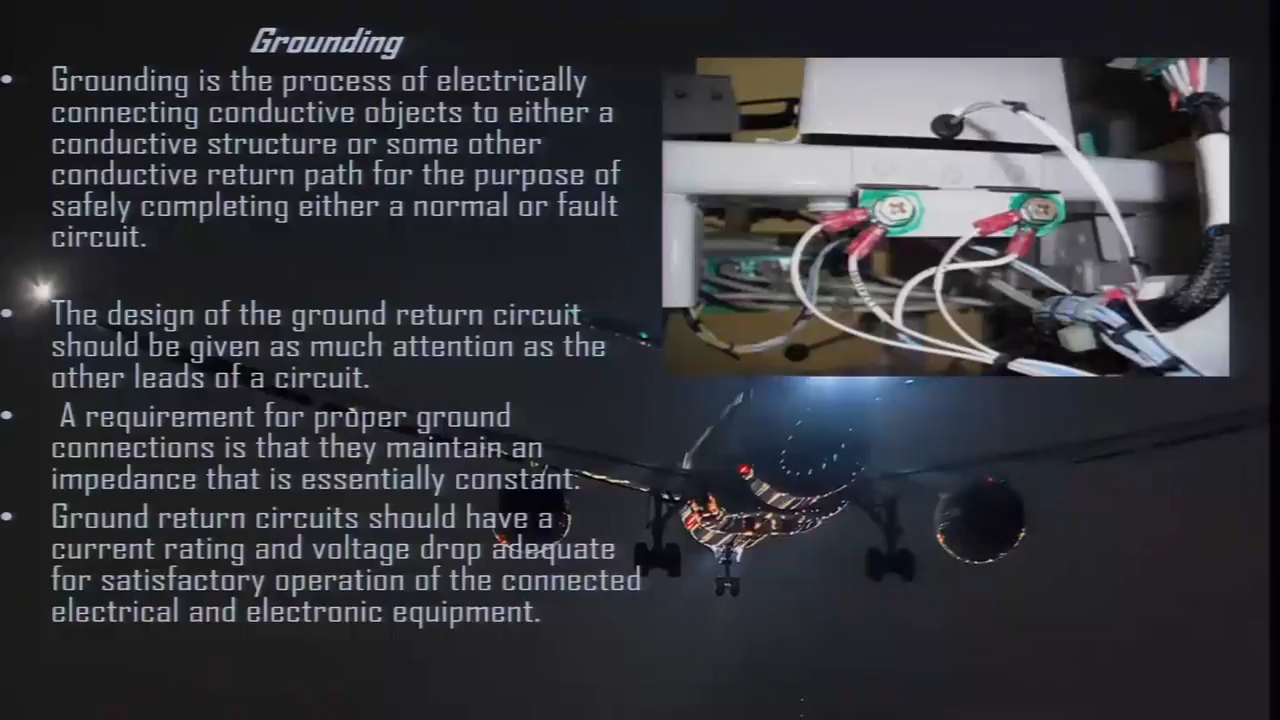 Grounding
• Grounding is the process of electrically
connecting conductive objects to either a
conductive structure or some other
conductive return path for the purpose of
safely completing either a normal or fault
circuit.
• The design of the ground return circuit
should be given as much attention as the
other leads of a circuit.
• A requirement for proper ground
connections is that they maintain an
impedance that is essentially constant.
• Ground return circuits should have a
current rating and voltage drop adequate
for satisfactory operation of the connected
electrical and electronic equipment.